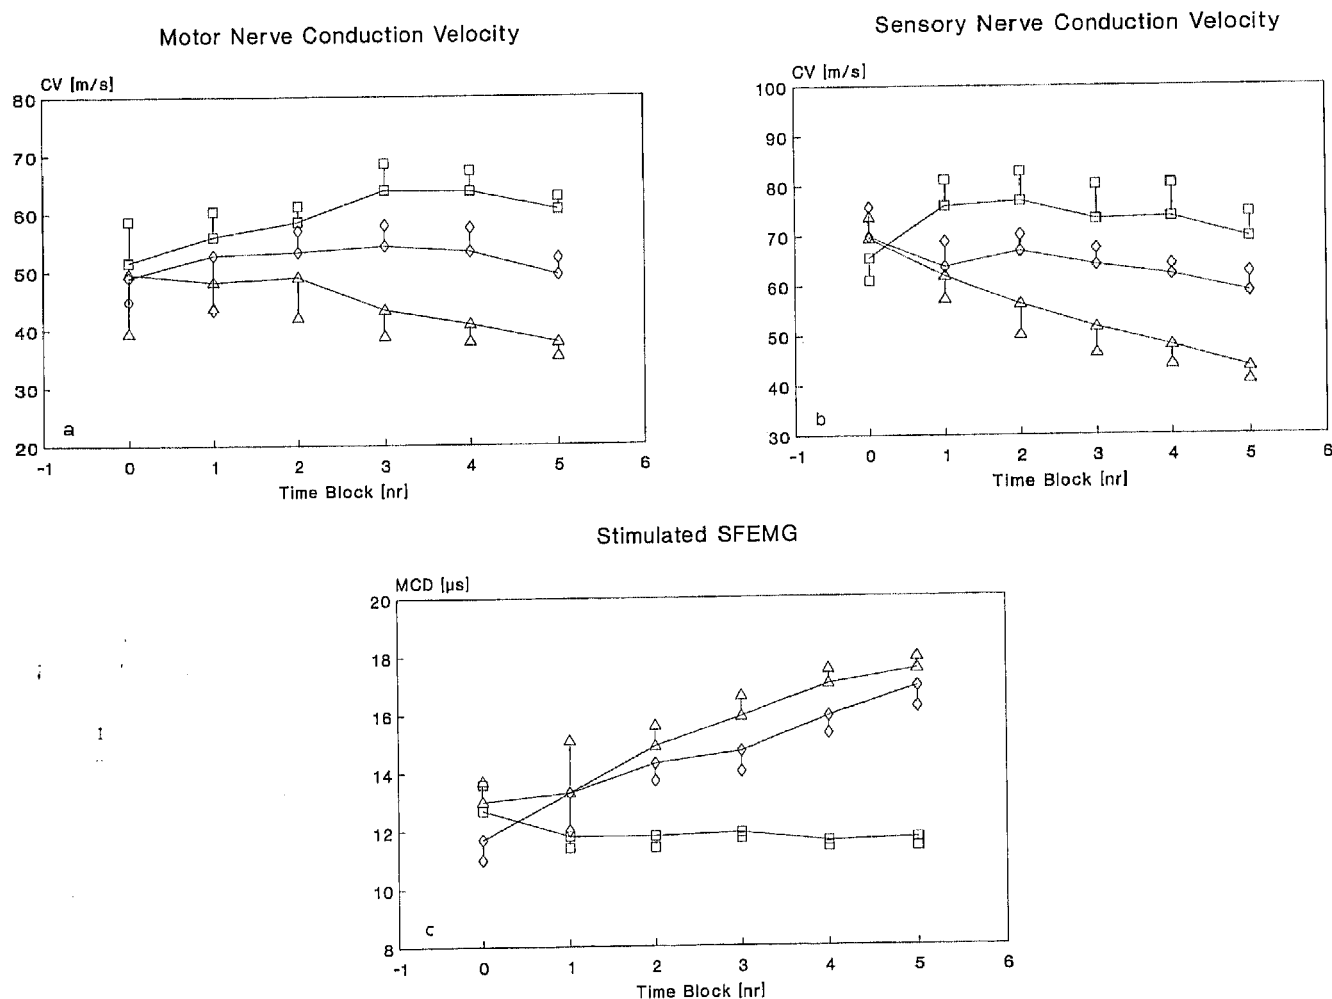 Motor Nerve Conduction Velocity
CV [m/s]
80
70
60
50
40
30
20
a
-1 0 1 2 3 4 5 6
Time Block [nr]
Sensory Nerve Conduction Velocity
CV [m/s]
100
90
80
70
60
50
40
30
b
-1 0 1 2 3 4 5 6
Time Block [nr]
Stimulated SFEMG
MCD [µs]
20
18
16
14
12
10
8
c
-1 0 1 2 3 4 5 6
Time Block [nr]